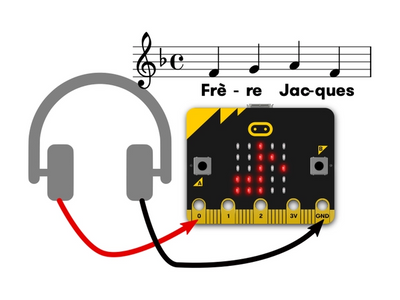 Frè - re Jac-ques
B
A
0 1 2 3V GND